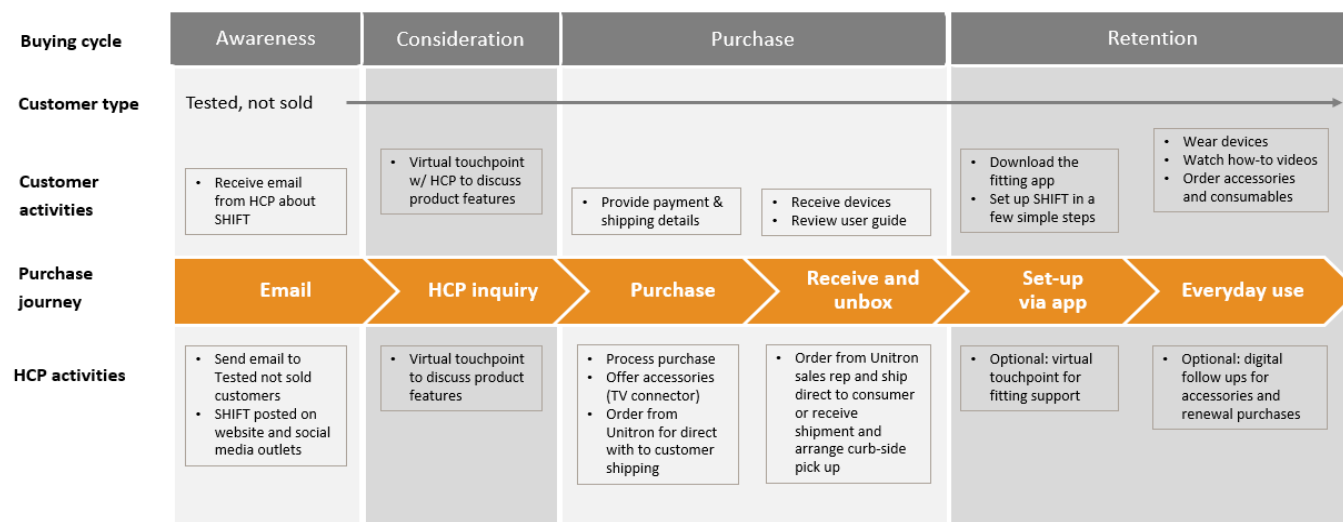 Buying cycle
Awareness
Consideration
Purchase
Retention
Customer type
Tested, not sold
Customer
activities
• Receive email
from HCP about
SHIFT
• Virtual touchpoint
w/ HCP to discuss
product features
• Provide payment &
shipping details
• Receive devices
• Review user guide
• Download the
fitting app
• Set up SHIFT in a
few simple steps
• Wear devices
• Watch how-to videos
• Order accessories
and consumables
Purchase
journey
Email
HCP inquiry
Purchase
Receive and
unbox
Set-up
via app
Everyday use
HCP activities
• Send email to
Tested not sold
customers
• SHIFT posted on
website and social
media outlets
• Virtual touchpoint
to discuss product
features
• Process purchase
• Offer accessories
(TV connector)
• Order from
Unitron for direct
with to customer
shipping
• Order from Unitron
sales rep and ship
direct to consumer
or receive
shipment and
arrange curb-side
pick up
• Optional: virtual
touchpoint for
fitting support
• Optional: digital
follow ups for
accessories and
renewal purchases